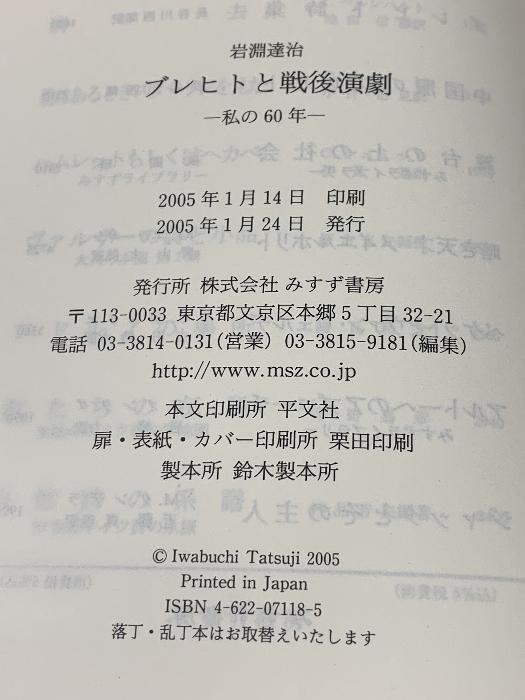 岩淵達治
ブレヒトと戦後演劇
―私の60年―
2005年1月14日 印刷
2005年1月24日 発行
発行所 株式会社 みすず書房
〒113-0033 東京都文京区本郷5丁目32-21
電話 03-3814-0131(営業) 03-3815-9181(編集)
http://www.msz.co.jp
本文印刷所 平文社
扉・表紙・カバー印刷所 栗田印刷
製本所 鈴木製本所
© Iwabuchi Tatsuji 2005
Printed in Japan
ISBN 4-622-07118-5
落丁・乱丁本はお取替えいたします